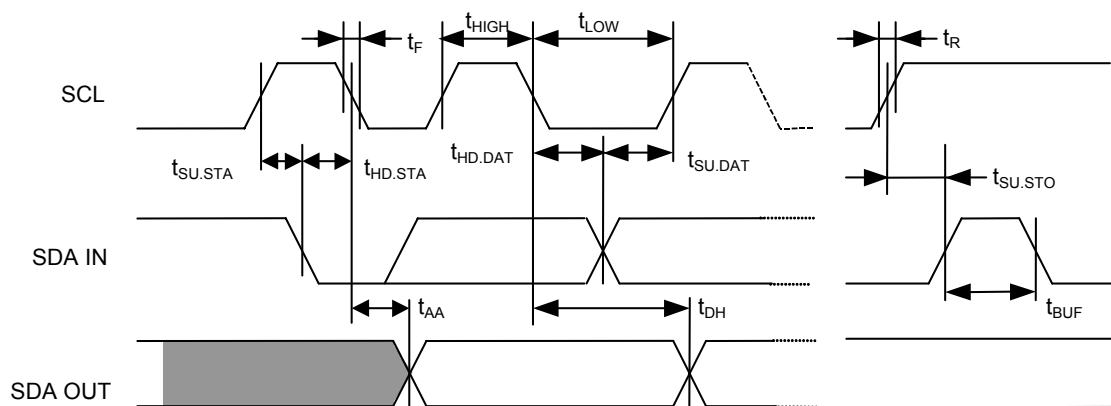 tF
tHIGH
tLOW
tR
SCL
tSU.STA
tHD.STA
tHD.DAT
tSU.DAT
tSU.STO
SDA IN
tAA
tDH
tBUF
SDA OUT